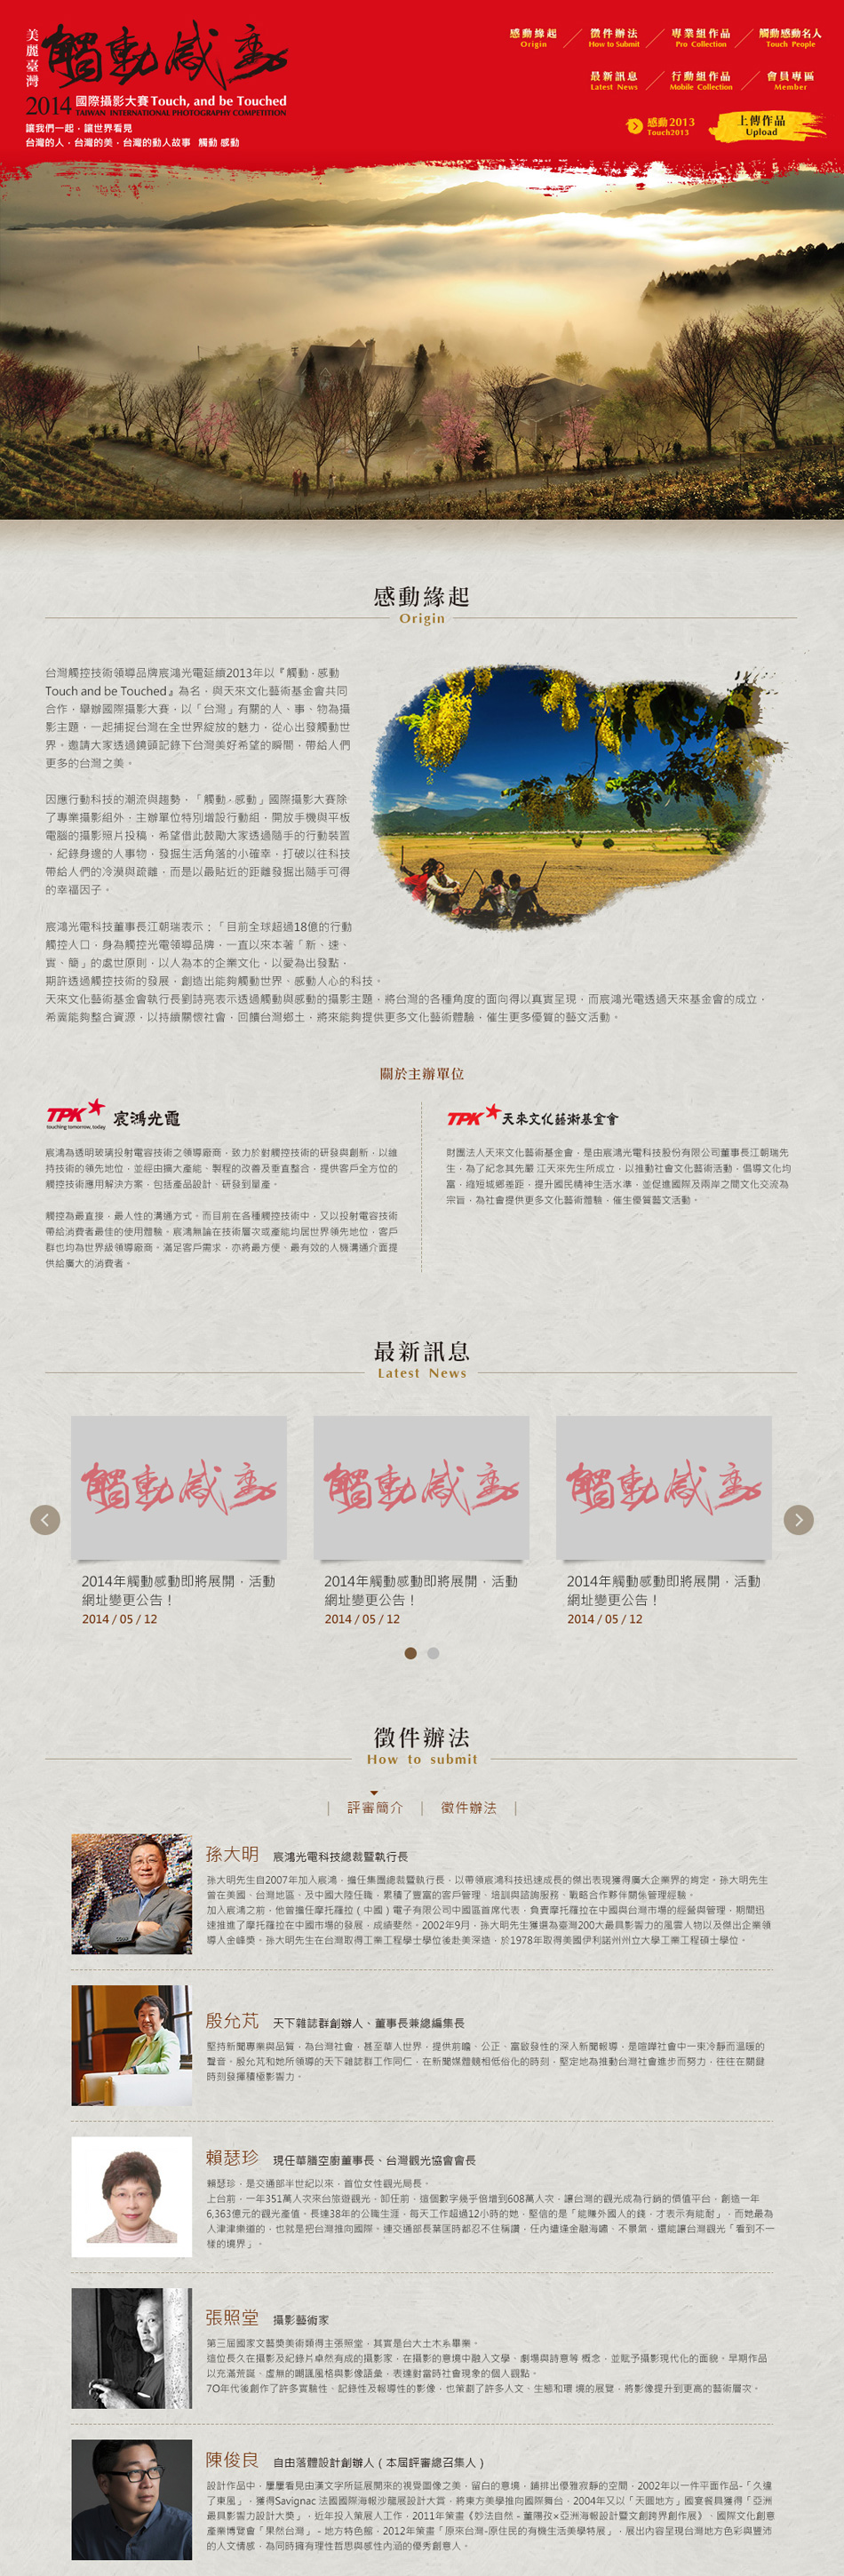 美麗臺灣
觸動感動
2014 國際攝影大賽 Touch, and be Touched
TAIWAN INTERNATIONAL PHOTOGRAPHY COMPETITION
讓我們一起，讓世界看見
台灣的人，台灣的美，台灣的動人故事 觸動 感動
感動緣起 徵件辦法 專業組作品 觸動感動名人
Origin How to Submit Pro Collection Touch People
最新訊息 行動組作品 會員專區
Latest News Mobile Collection Member
感動2013
Touch2013
上傳作品
Upload
感動緣起
Origin
台灣觸控技術領導品牌宸鴻光電延續2013年以『觸動．感動
Touch and be Touched』為名，與天來文化藝術基金會共同
合作，舉辦國際攝影大賽，以「台灣」有關的人、事、物為攝
影主題，一起捕捉台灣在全世界綻放的魅力，從心出發觸動世
界。邀請大家透過鏡頭記錄下台灣美好希望的瞬間，帶給人們
更多的台灣之美。
因應行動科技的潮流與趨勢，「觸動．感動」國際攝影大賽除
了專業攝影組外，主辦單位特別增設行動組，開放手機與平板
電腦的攝影照片投稿，希望借此鼓勵大家透過隨手的行動裝置
，紀錄身邊的人事物，發掘生活角落的小確幸，打破以往科技
帶給人們的冷漠與疏離，而是以最貼近的距離發掘出隨手可得
的幸福因子。
宸鴻光電科技董事長江朝瑞表示：「目前全球超過18億的行動
觸控人口，身為觸控光電領導品牌，一直以來本著「新、速、
實、簡」的處世原則，以人為本的企業文化，以愛為出發點，
期許透過觸控技術的發展，創造出能夠觸動世界、感動人心的科技。
天來文化藝術基金會執行長劉詩亮表示透過觸動與感動的攝影主題，將台灣的各種角度的面向得以真實呈現，而宸鴻光電透過天來基金會的成立，
希冀能夠整合資源，以持續關懷社會，回饋台灣鄉土，將來能夠提供更多文化藝術體驗，催生更多優質的藝文活動。
關於主辦單位
TPK 宸鴻光電
touching tomorrow, today
宸鴻為透明玻璃投射電容技術之領導廠商，致力於對觸控技術的研發與創新，以維
持技術的領先地位，並經由擴大產能、製程的改善及垂直整合，提供客戶全方位的
觸控技術應用解決方案，包括產品設計、研發到量產。
觸控為最直接，最人性的溝通方式。而目前在各種觸控技術中，又以投射電容技術
帶給消費者最佳的使用體驗。宸鴻無論在技術層次或產能均居世界領先地位，客戶
群也均為世界級領導廠商。滿足客戶需求，亦將最方便、最有效的人機溝通介面提
供給廣大的消費者。
TPK 天來文化藝術基金會
財團法人天來文化藝術基金會，是由宸鴻光電科技股份有限公司董事長江朝瑞先
生，為了紀念其先嚴 江天來先生所成立，以推動社會文化藝術活動，倡導文化均
富，縮短城鄉差距，提升國民精神生活水準，並促進國際及兩岸之間文化交流為
宗旨，為社會提供更多文化藝術體驗，催生優質藝文活動。
最新訊息
Latest News
觸動感動 觸動感動 觸動感動
2014年觸動感動即將展開，活動
網址變更公告！
2014 / 05 / 12
2014年觸動感動即將展開，活動
網址變更公告！
2014 / 05 / 12
2014年觸動感動即將展開，活動
網址變更公告！
2014 / 05 / 12
徵件辦法
How to submit
| 評審簡介 | 徵件辦法 |
孫大明 宸鴻光電科技總裁暨執行長
孫大明先生自2007年加入宸鴻，擔任集團總裁暨執行長，以帶領宸鴻科技迅速成長的傑出表現獲得廣大企業界的肯定。孫大明先生
曾在美國、台灣地區、及中國大陸任職，累積了豐富的客戶管理、培訓與諮詢服務、戰略合作夥伴關係管理經驗。
加入宸鴻之前，他曾擔任摩托羅拉（中國）電子有限公司中國區首席代表，負責摩托羅拉在中國與台灣市場的經營與管理，期間迅
速推進了摩托羅拉在中國市場的發展，成績斐然。2002年9月，孫大明先生獲選為臺灣200大最具影響力的風雲人物以及傑出企業領
導人金峰獎。孫大明先生在台灣取得工業工程學士學位後赴美深造，於1978年取得美國伊利諾州州立大學工業工程碩士學位。
殷允芃 天下雜誌群創辦人、董事長兼總編集長
堅持新聞專業與品質，為台灣社會，甚至華人世界，提供前瞻、公正、富啟發性的深入新聞報導，是喧嘩社會中一束冷靜而溫暖的
聲音。殷允芃和她所領導的天下雜誌群工作同仁，在新聞媒體競相低俗化的時刻，堅定地為推動台灣社會進步而努力，往往在關鍵
時刻發揮積極影響力。
賴瑟珍 現任華膳空廚董事長、台灣觀光協會會長
賴瑟珍，是交通部半世紀以來，首位女性觀光局長。
上台前，一年351萬人次來台旅遊觀光，卸任前，這個數字幾乎倍增到608萬人次，讓台灣的觀光成為行銷的價值平台，創造一年
6,363億元的觀光產值。長達38年的公職生涯，每天工作超過12小時的她，堅信的是「能賺外國人的錢，才表示有能耐」，而她最為
人津津樂道的，也就是把台灣推向國際。連交通部長葉匡時都忍不住稱讚，任內遭逢金融海嘯、不景氣，還能讓台灣觀光「看到不一
樣的境界」。
張照堂 攝影藝術家
第三屆國家文藝獎美術類得主張照堂，其實是台大土木系畢業。
這位長久在攝影及紀錄片卓然有成的攝影家，在攝影的意境中融入文學、劇場與詩意等 概念，並賦予攝影現代化的面貌。早期作品
以充滿荒誕、虛無的嘲諷風格與影像語彙，表達對當時社會現象的個人觀點。
70年代後創作了許多實驗性、記錄性及報導性的影像，也策劃了許多人文、生態和環 境的展覽，將影像提升到更高的藝術層次。
陳俊良 自由落體設計創辦人（本屆評審總召集人）
設計作品中，屢屢看見由漢文字所延展開來的視覺圖像之美，留白的意境，鋪排出優雅寂靜的空間，2002年以一件平面作品-「久違
了東風」，獲得Savignac 法國國際海報沙龍展設計大賞，將東方美學推向國際舞台，2004年又以「天圓地方」國宴餐具獲得「亞洲
最具影響力設計大獎」，近年投入策展人工作，2011年策畫《妙法自然－董陽孜×亞洲海報設計暨文創跨界創作展》、國際文化創意
產業博覽會「果然台灣」－地方特色館，2012年策畫「原來台灣-原住民的有機生活美學特展」，展出內容呈現台灣地方色彩與豐沛
的人文情感，為同時擁有理性哲思與感性內涵的優秀創意人。